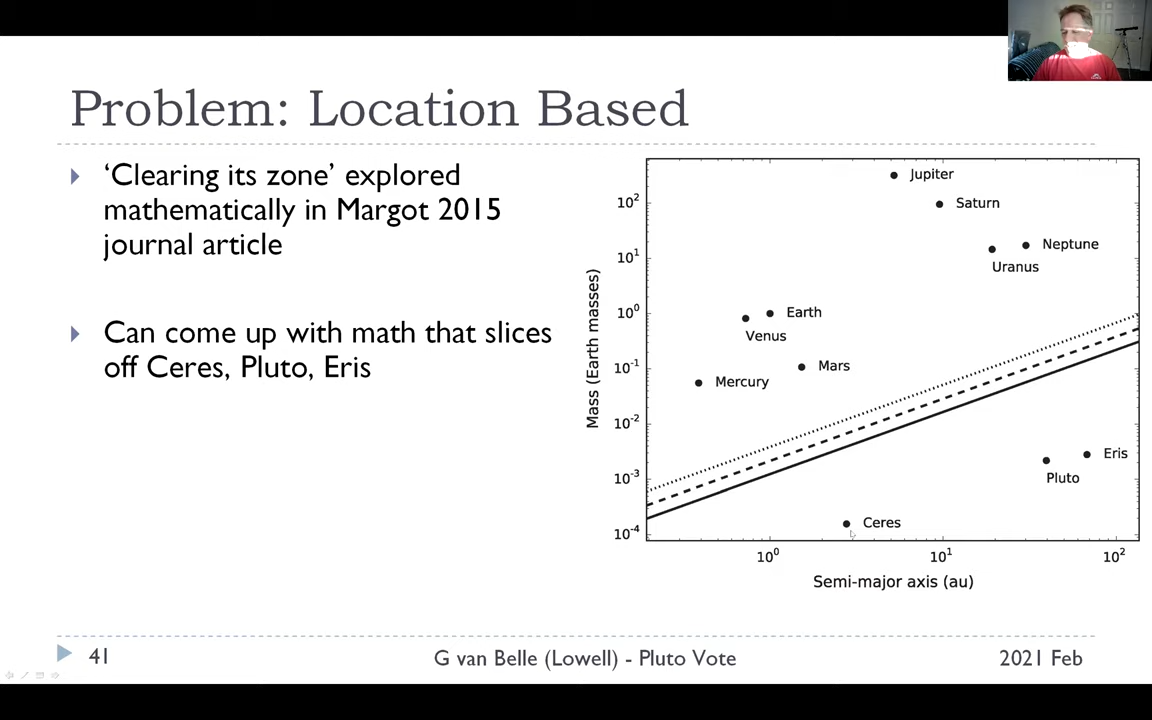 Problem: Location Based
‘Clearing its zone’ explored
mathematically in Margot 2015
journal article
Can come up with math that slices
off Ceres, Pluto, Eris
Mass (Earth masses)
10²
10¹
10⁰
10⁻¹
10⁻²
10⁻³
10⁻⁴
Jupiter
Saturn
Neptune
Uranus
Earth
Venus
Mars
Mercury
Eris
Pluto
Ceres
10⁰ 10¹ 10²
Semi-major axis (au)
41 G van Belle (Lowell) - Pluto Vote 2021 Feb